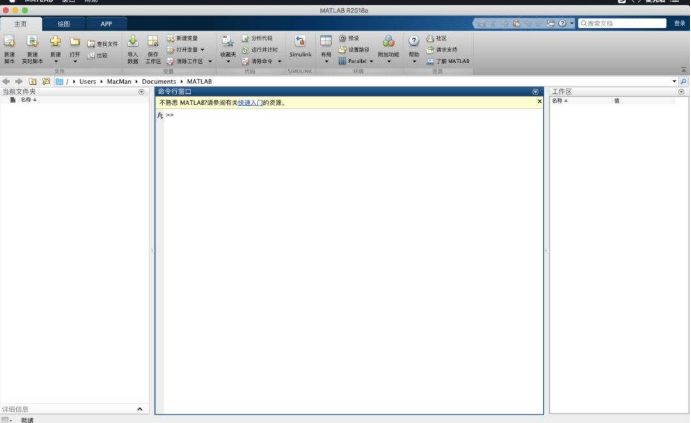 MATLAB 窗口 帮助
MATLAB R2018a
主页 绘图 APP
搜索文档 登录
新建脚本 新建实时脚本 新建 打开 查找文件 比较
导入数据 保存工作区 新建变量 打开变量 清除工作区
收藏夹 分析代码 运行并计时 清除命令
Simulink 布局 预设 设置路径 Parallel 附加功能
帮助 社区 请求支持 了解 MATLAB
文件 变量 代码 SIMULINK 环境 资源
/ Users MacMan Documents MATLAB
当前文件夹 命令行窗口 工作区
名称 不熟悉 MATLAB?请参阅有关快速入门的资源。 名称 值
fx >>
详细信息
就绪